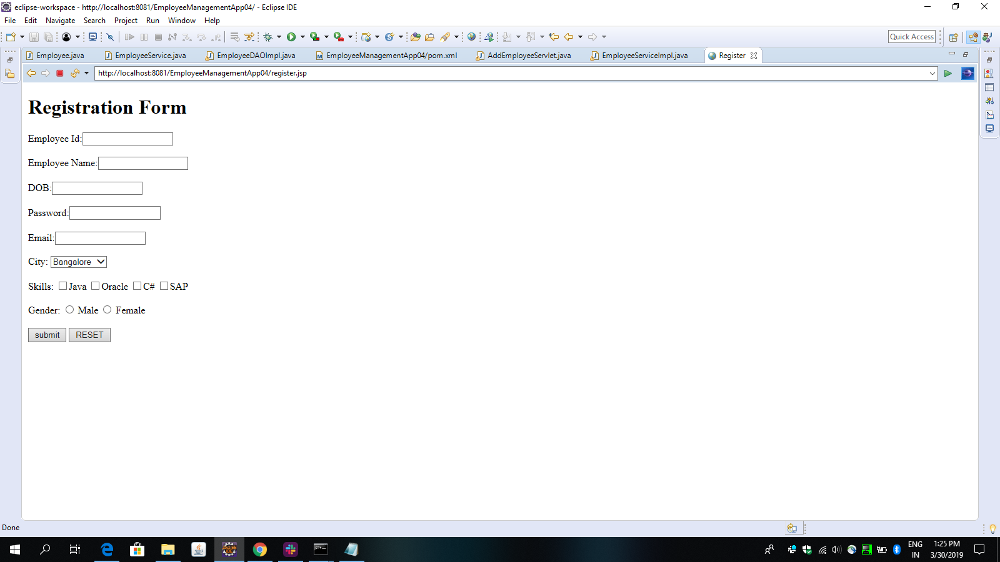 eclipse-workspace - http://localhost:8081/EmployeeManagementApp04/ - Eclipse IDE
File Edit Navigate Search Project Run Window Help
Quick Access
Employee.java EmployeeService.java EmployeeDAOImpl.java EmployeeManagementApp04/pom.xml AddEmployeeServlet.java EmployeeServiceImpl.java Register
http://localhost:8081/EmployeeManagementApp04/register.jsp
Registration Form
Employee Id:
Employee Name:
DOB:
Password:
Email:
City: Bangalore
Skills: Java Oracle C# SAP
Gender: Male Female
submit RESET
Done
ENG 1:25 PM
IN 3/30/2019